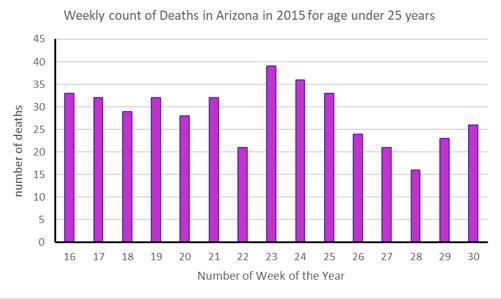 Weekly count of Deaths in Arizona in 2015 for age under 25 years
number of deaths
45
40
35
30
25
20
15
10
5
0
16 17 18 19 20 21 22 23 24 25 26 27 28 29 30
Number of Week of the Year